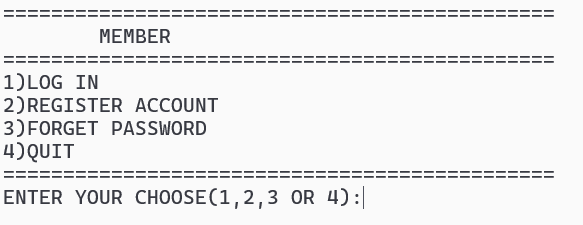 ==============================================
MEMBER
==============================================
1)LOG IN
2)REGISTER ACCOUNT
3)FORGET PASSWORD
4)QUIT
==============================================
ENTER YOUR CHOOSE(1,2,3 OR 4):